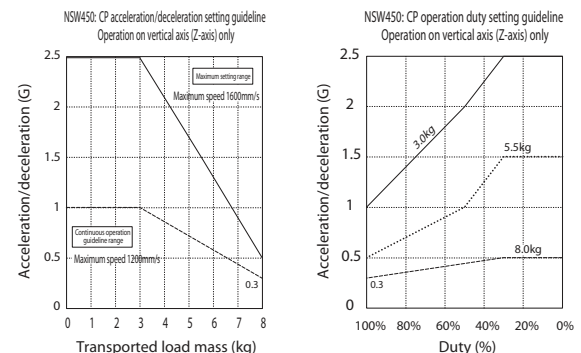 NSW450: CP acceleration/deceleration setting guideline
Operation on vertical axis (Z-axis) only
Acceleration/deceleration (G)
2.5
2
1.5
1
0.5
0
Maximum setting range
Maximum speed 1600mm/s
Continuous operation
guideline range
Maximum speed 1200mm/s
0.3
0 1 2 3 4 5 6 7 8
Transported load mass (kg)
NSW450: CP operation duty setting guideline
Operation on vertical axis (Z-axis) only
Acceleration/deceleration (G)
2.5
2
1.5
1
0.5
0
3.0kg
5.5kg
8.0kg
0.3
100% 80% 60% 40% 20% 0%
Duty (%)